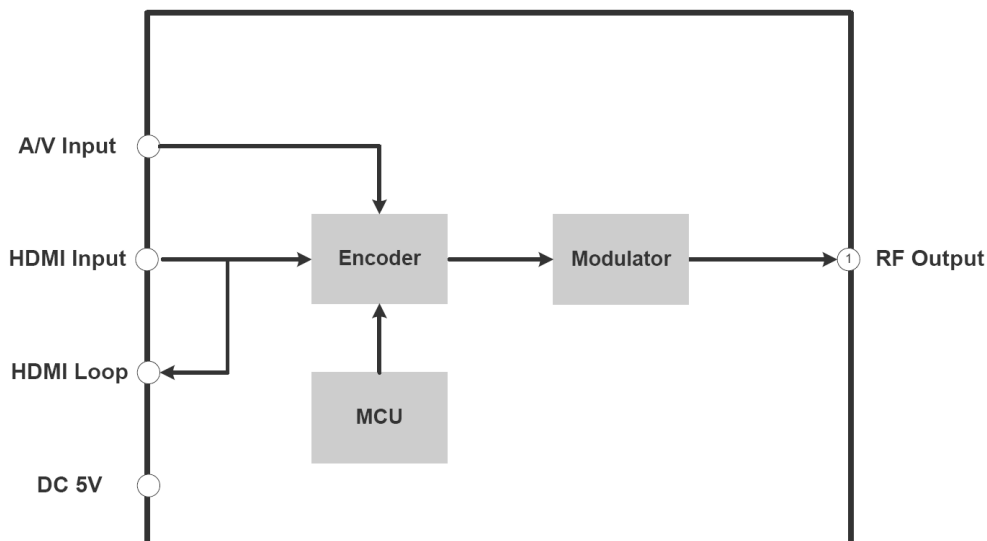 A/V Input
HDMI Input
Encoder
Modulator
1
RF Output
HDMI Loop
MCU
DC 5V